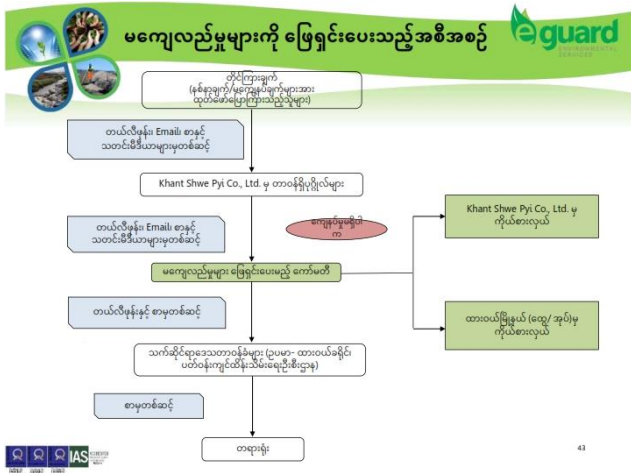 မကျေလည်မှုများကို ဖြေရှင်းပေးသည့်အစီအစဉ်
eguard
ENVIRONMENTAL
SERVICES
တိုင်ကြားချက်
(နစ်နာချက်/မကျေနပ်ချက်များအား
ထုတ်ဖော်ပြောကြားသည့်သူများ)
တယ်လီဖုန်း၊ Email၊ စာနှင့်
သတင်းမီဒီယာများမှတစ်ဆင့်
Khant Shwe Pyi Co., Ltd. မှ တာဝန်ရှိပုဂ္ဂိုလ်များ
Khant Shwe Pyi Co., Ltd. မှ
ကိုယ်စားလှယ်
တယ်လီဖုန်း၊ Email၊ စာနှင့်
သတင်းမီဒီယာများမှတစ်ဆင့်
ကျေနပ်မှုမရှိပါ
က
မကျေလည်မှုများ ဖြေရှင်းပေးမည့် ကော်မတီ
တယ်လီဖုန်းနှင့် စာမှတစ်ဆင့်
ထားဝယ်မြို့နယ် (ထွေ/အုပ်)မှ
ကိုယ်စားလှယ်
သက်ဆိုင်ရာဒေသတာဝန်ခံများ (ဥပမာ- ထားဝယ်ခရိုင်၊
ပတ်ဝန်းကျင်ထိန်းသိမ်းရေးဦးစီးဌာန)
စာမှတစ်ဆင့်
တရားရုံး
43
IAS